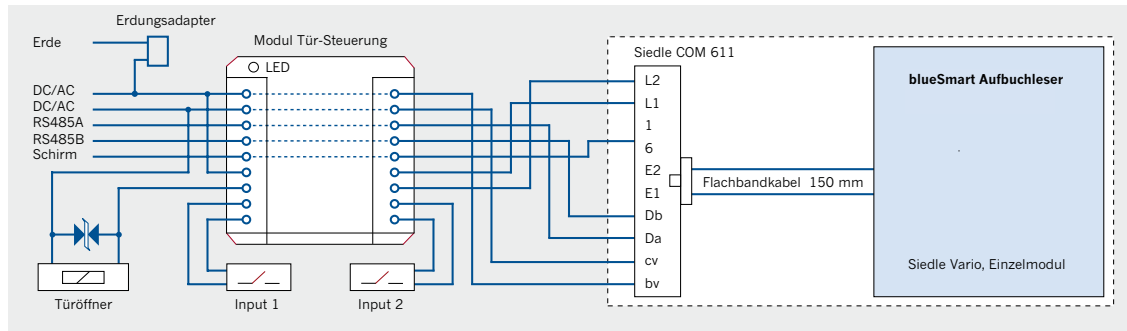 Erdungsadapter
Erde
Modul Tür-Steuerung
LED
DC/AC
DC/AC
RS485A
RS485B
Schirm
Türöffner
Input 1
Input 2
Siedle COM 611
L2
L1
1
6
E2
E1
Db
Da
cv
bv
Flachbandkabel 150 mm
blueSmart Aufbuchleser
Siedle Vario, Einzelmodul